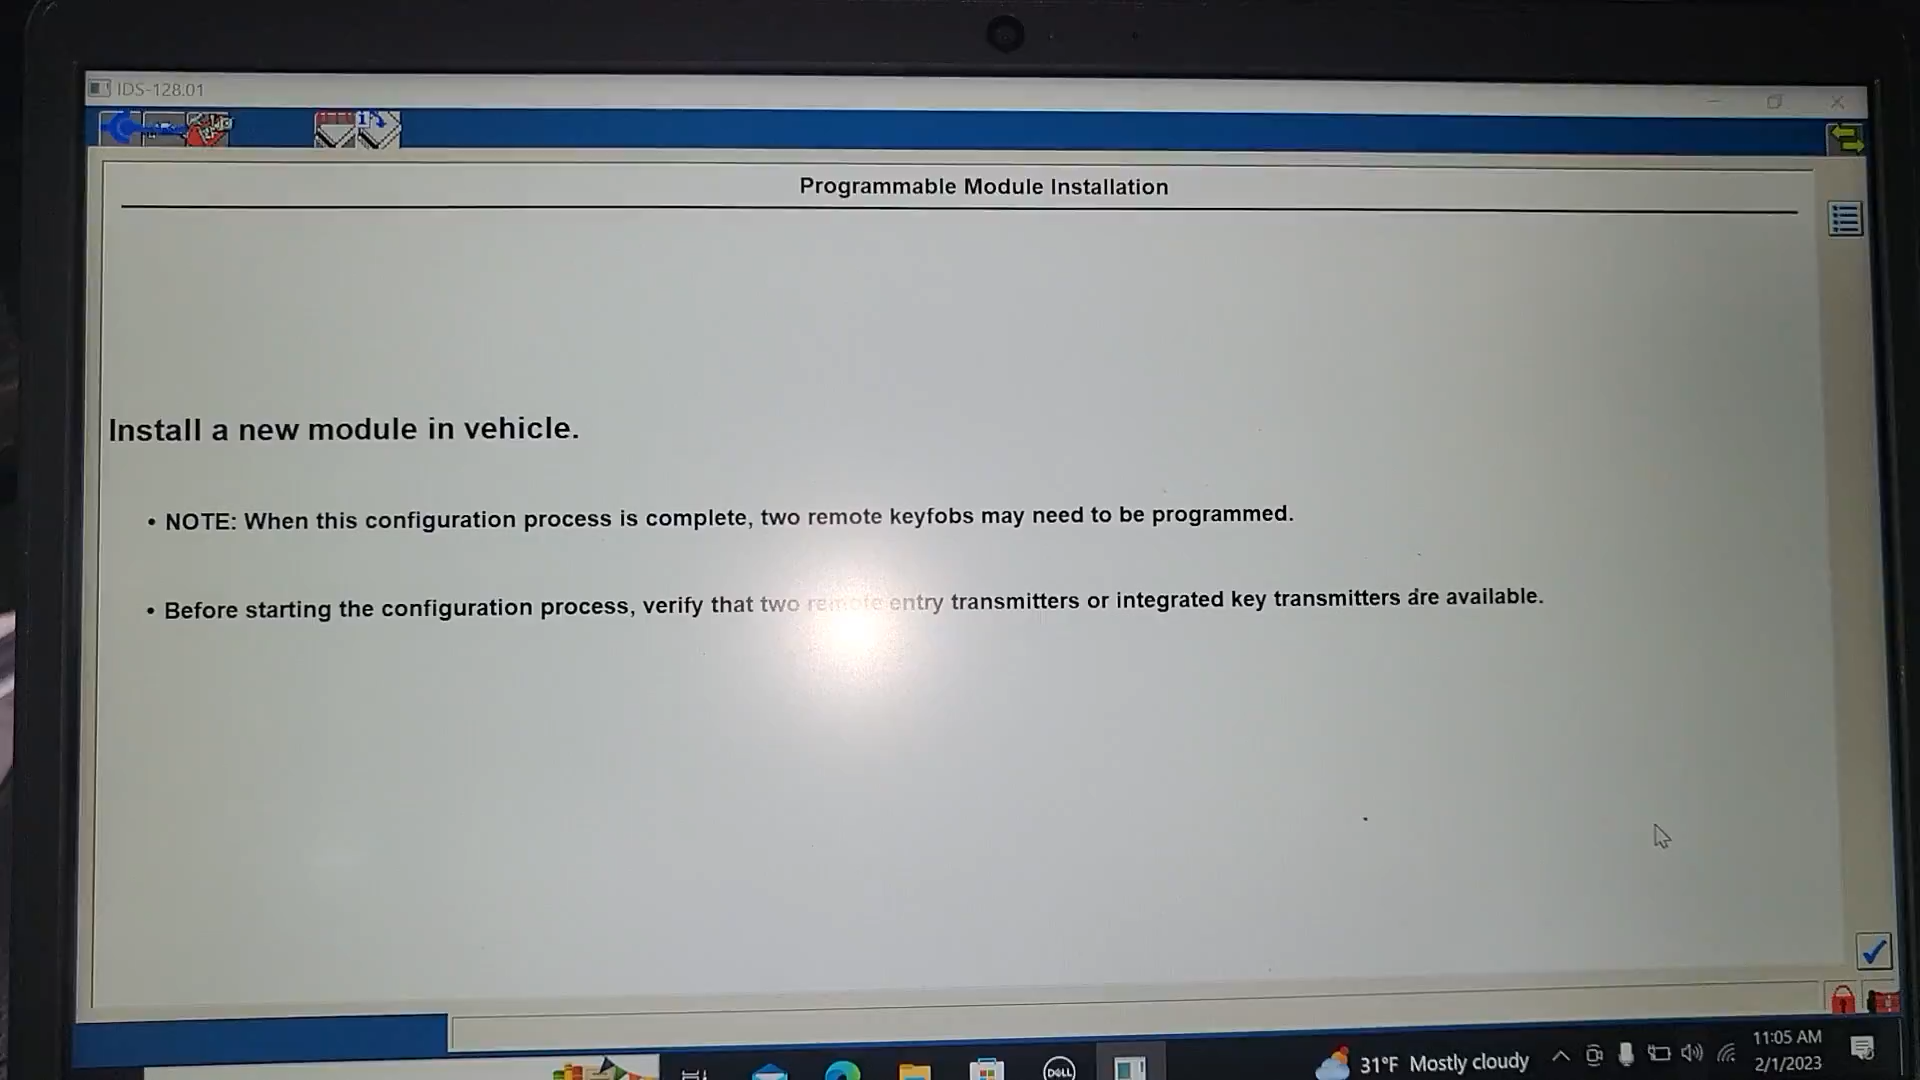 IDS-128.01
Programmable Module Installation
Install a new module in vehicle.
• NOTE: When this configuration process is complete, two remote keyfobs may need to be programmed.
• Before starting the configuration process, verify that two remote entry transmitters or integrated key transmitters are available.
DELL
31°F Mostly cloudy
11:05 AM
2/1/2023